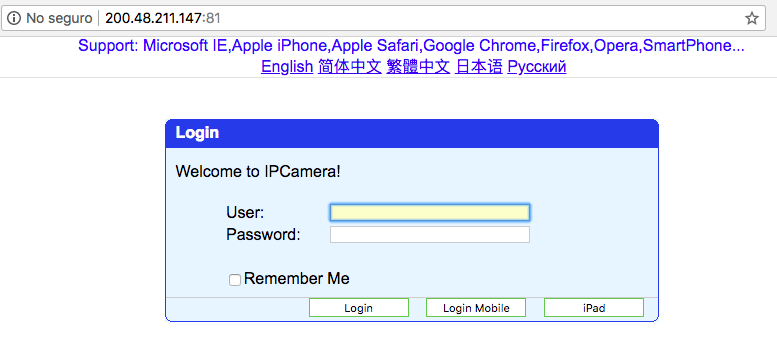 No seguro | 200.48.211.147:81
Support: Microsoft IE,Apple iPhone,Apple Safari,Google Chrome,Firefox,Opera,SmartPhone...
English 简体中文 繁體中文 日本语 Русский
Login
Welcome to IPCamera!
User:
Password:
Remember Me
Login Login Mobile iPad